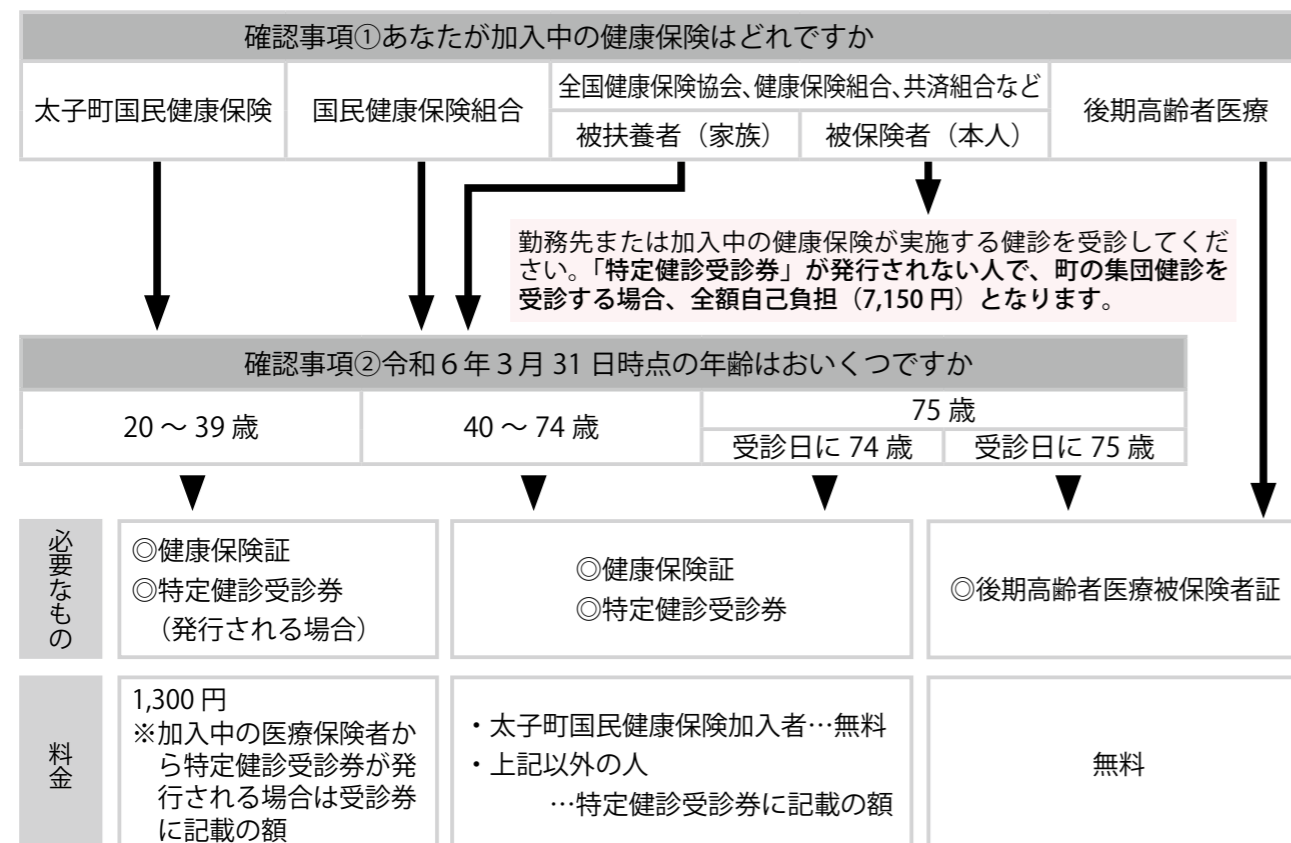 確認事項①あなたが加入中の健康保険はどれですか
太子町国民健康保険
国民健康保険組合
全国健康保険協会、健康保険組合、共済組合など
被扶養者（家族）
被保険者（本人）
後期高齢者医療
勤務先または加入中の健康保険が実施する健診を受診してくだ
さい。「特定健診受診券」が発行されない人で、町の集団健診を
受診する場合、全額自己負担（7,150 円）となります。
確認事項②令和６年３月 31 日時点の年齢はおいくつですか
20 ～ 39 歳
40 ～ 74 歳
75 歳
受診日に 74 歳
受診日に 75 歳
必要なもの
◎健康保険証
◎特定健診受診券
（発行される場合）
◎健康保険証
◎特定健診受診券
◎後期高齢者医療被保険者証
料金
1,300 円
※加入中の医療保険者か
ら特定健診受診券が発
行される場合は受診券
に記載の額
・太子町国民健康保険加入者…無料
・上記以外の人
…特定健診受診券に記載の額
無料